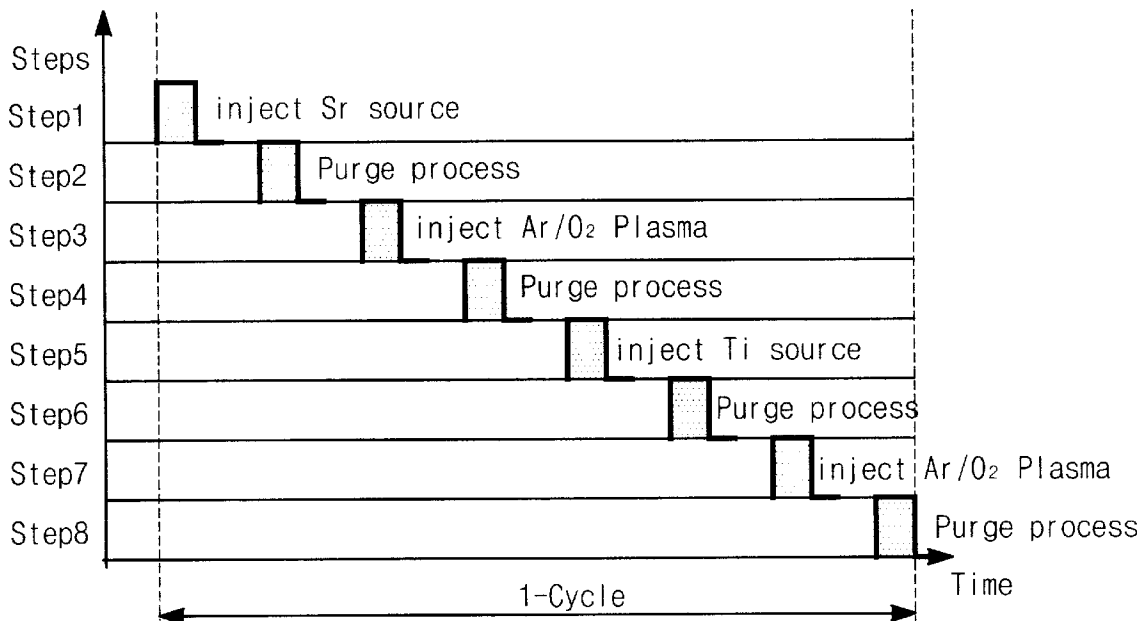 Steps
Step1 inject Sr source
Step2 Purge process
Step3 inject Ar/O₂ Plasma
Step4 Purge process
Step5 inject Ti source
Step6 Purge process
Step7 inject Ar/O₂ Plasma
Step8 Purge process
Time
1-Cycle